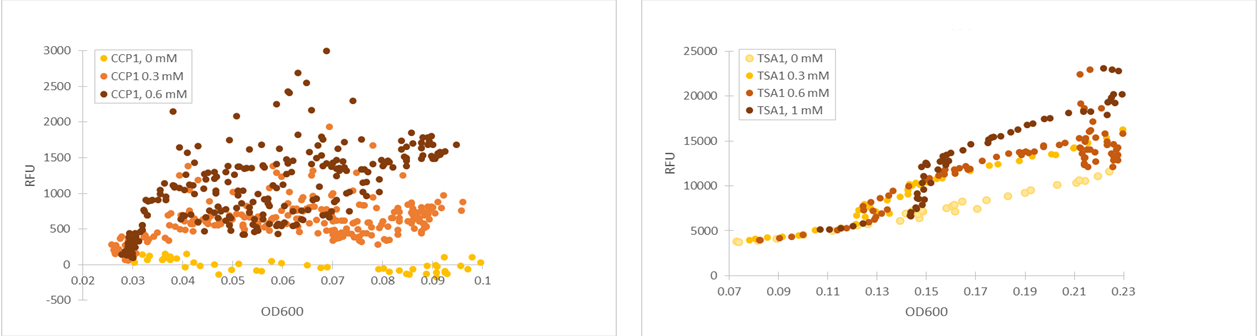 3000
2500
2000
1500
1000
500
0
-500
RFU
CCP1, 0 mM
CCP1 0.3 mM
CCP1, 0.6 mM
0.02 0.03 0.04 0.05 0.06 0.07 0.08 0.09 0.1
OD600
25000
20000
15000
10000
5000
0
RFU
TSA1, 0 mM
TSA1 0.3 mM
TSA1 0.6 mM
TSA1, 1 mM
0.07 0.09 0.11 0.13 0.15 0.17 0.19 0.21 0.23
OD600